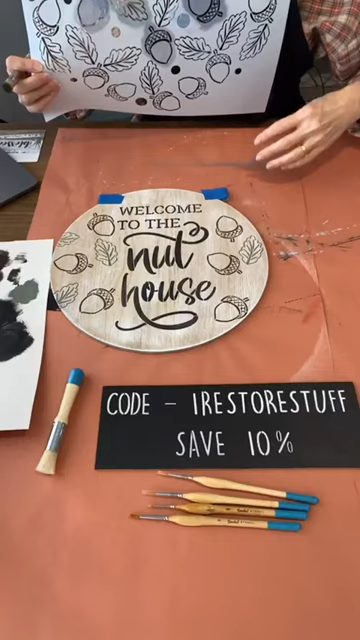 WELCOME
TO THE
nut
house
CODE - IRESTORESTUFF
SAVE 10%